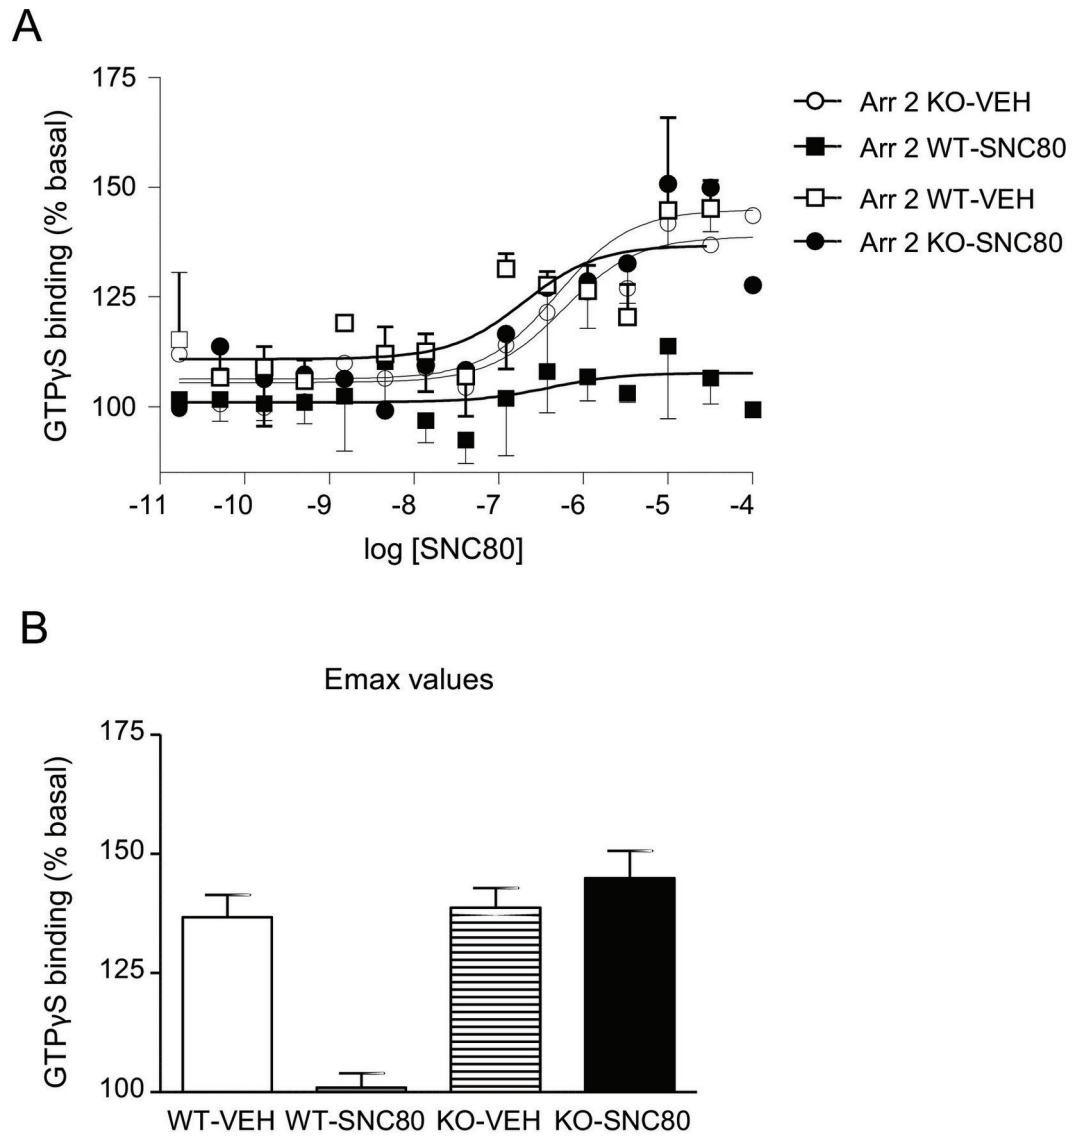 A
GTPγS binding (% basal)
175
150
125
100
-11 -10 -9 -8 -7 -6 -5 -4
log [SNC80]
Arr 2 KO-VEH
Arr 2 WT-SNC80
Arr 2 WT-VEH
Arr 2 KO-SNC80
B
Emax values
GTPγS binding (% basal)
175
150
125
100
WT-VEH WT-SNC80 KO-VEH KO-SNC80